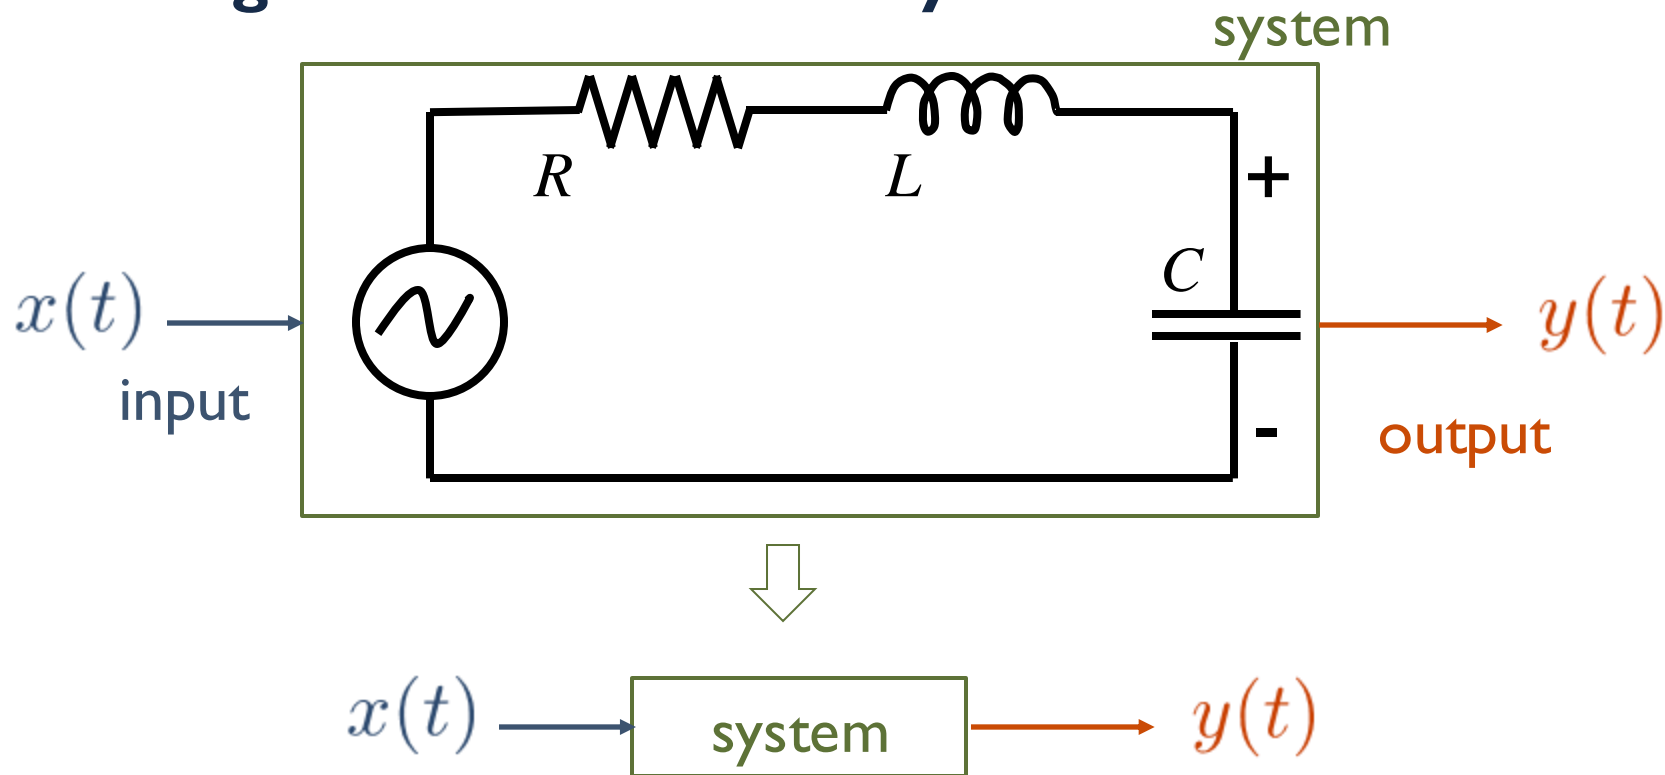 system
R
L
+
C
x(t)
y(t)
input
output
-
x(t)
system
y(t)